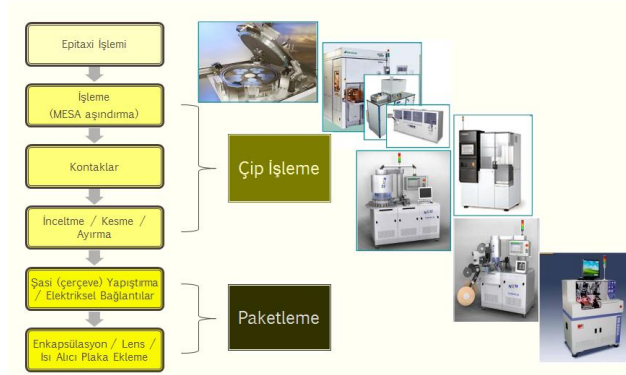 Epitaxi İşlemi
İşleme
(MESA aşındırma)
Kontaklar
İnceltme / Kesme /
Ayırma
Şasi (çerçeve) Yapıştırma
/ Elektriksel Bağlantılar
Enkapsülasyon / Lens /
Isı Alıcı Plaka Ekleme
Çip İşleme
Paketleme